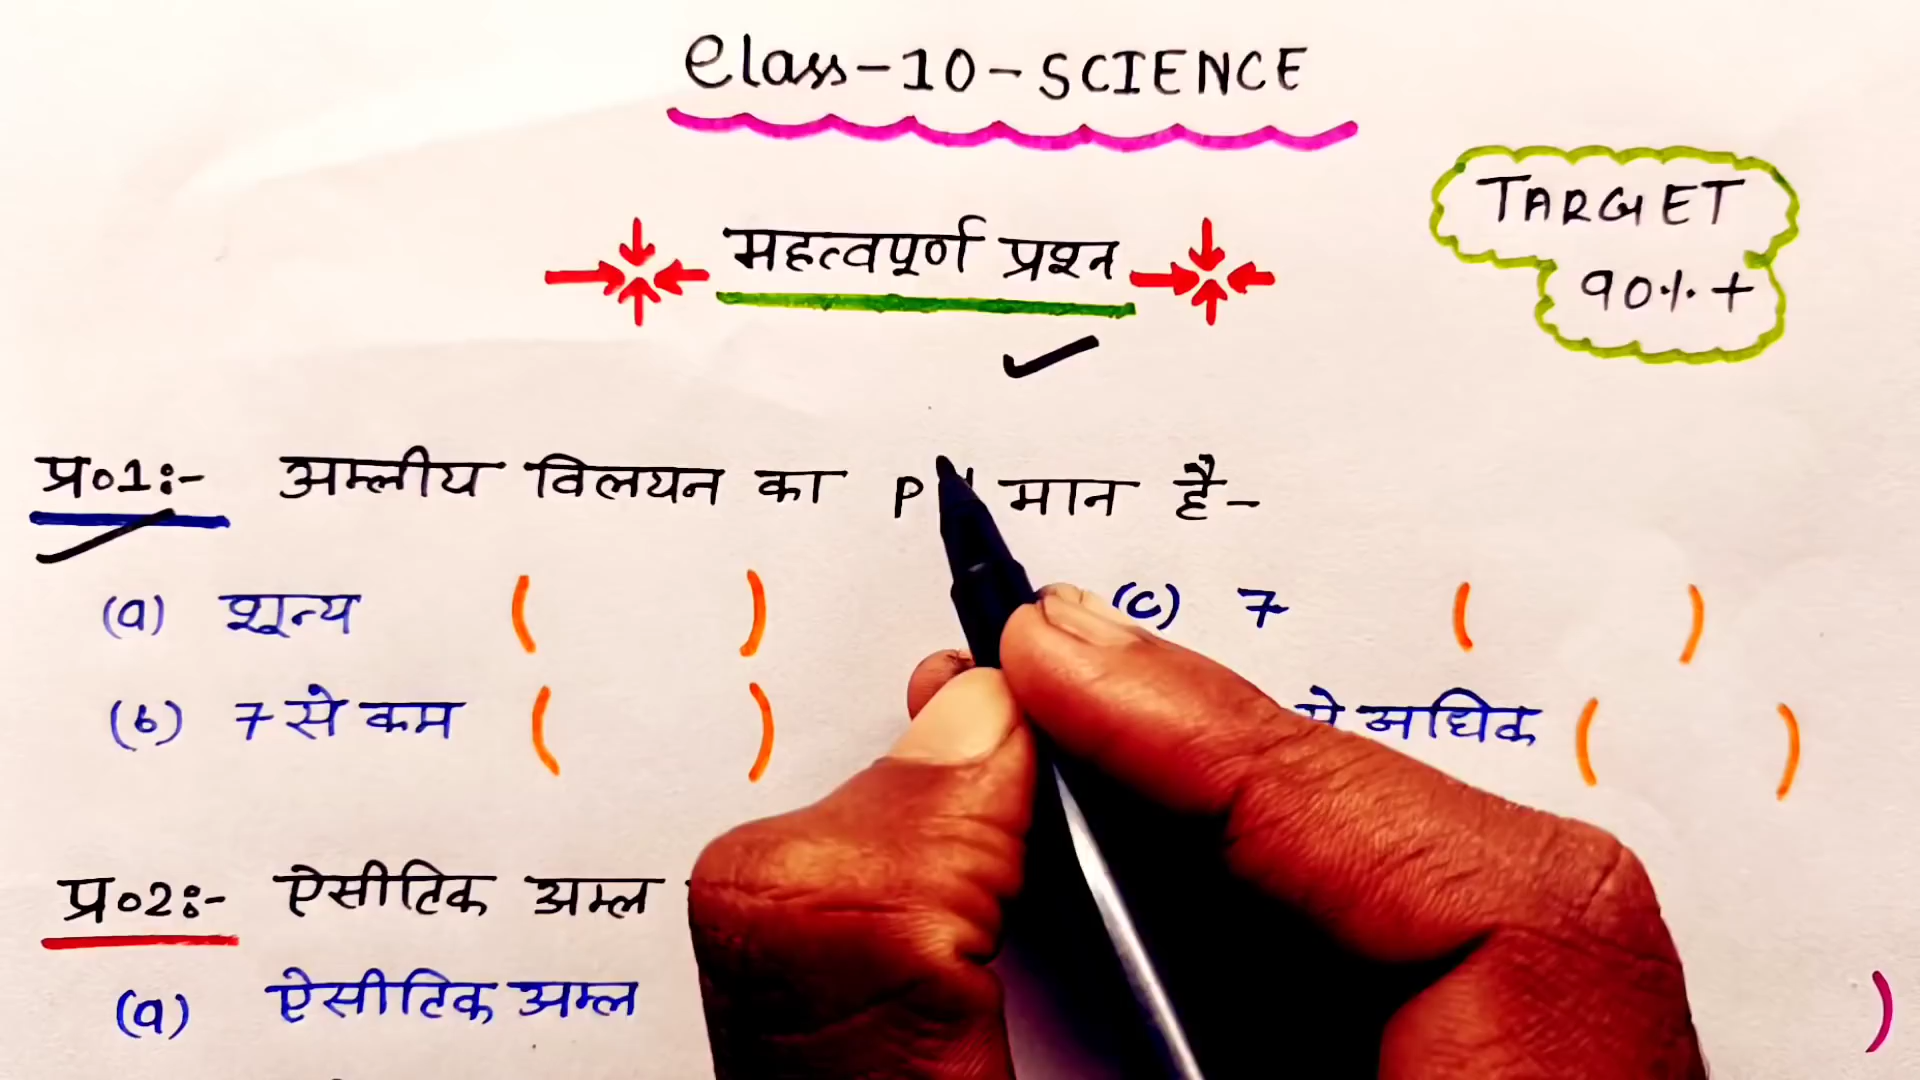 Class-10-SCIENCE
TARGET
90%+
महत्वपूर्ण प्रश्न
प्र०1:- अम्लीय विलयन का मान है-
(a) शून्य ( ) (c) 7 ( )
(b) 7 से कम ( ) अधिक ( )
प्र०2:- ऐसीटिक अम्ल
(a) ऐसीटिक अम्ल )